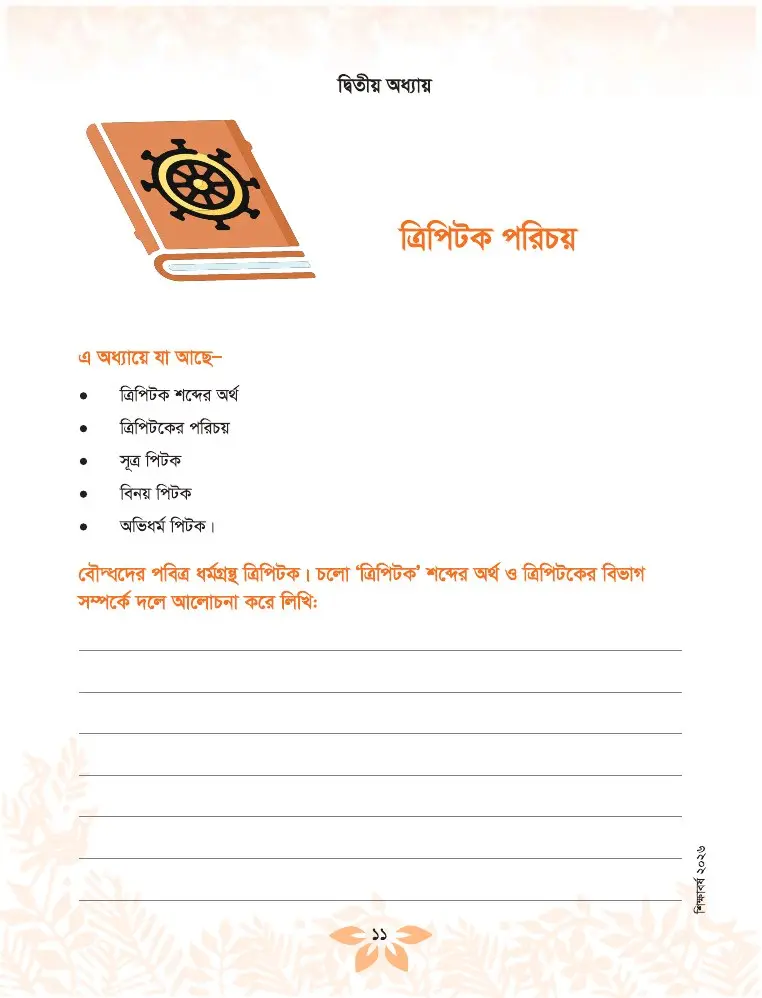 দ্বিতীয় অধ্যায়
ত্রিপিটক পরিচয়
এ অধ্যায়ে যা আছে–
● ত্রিপিটক শব্দের অর্থ
● ত্রিপিটকের পরিচয়
● সূত্র পিটক
● বিনয় পিটক
● অভিধর্ম পিটক।
বৌদ্ধদের পবিত্র ধর্মগ্রন্থ ত্রিপিটক। চলো ‘ত্রিপিটক’ শব্দের অর্থ ও ত্রিপিটকের বিভাগ
সম্পর্কে দলে আলোচনা করে লিখি:
শিক্ষাবর্ষ ২০২৬
১১